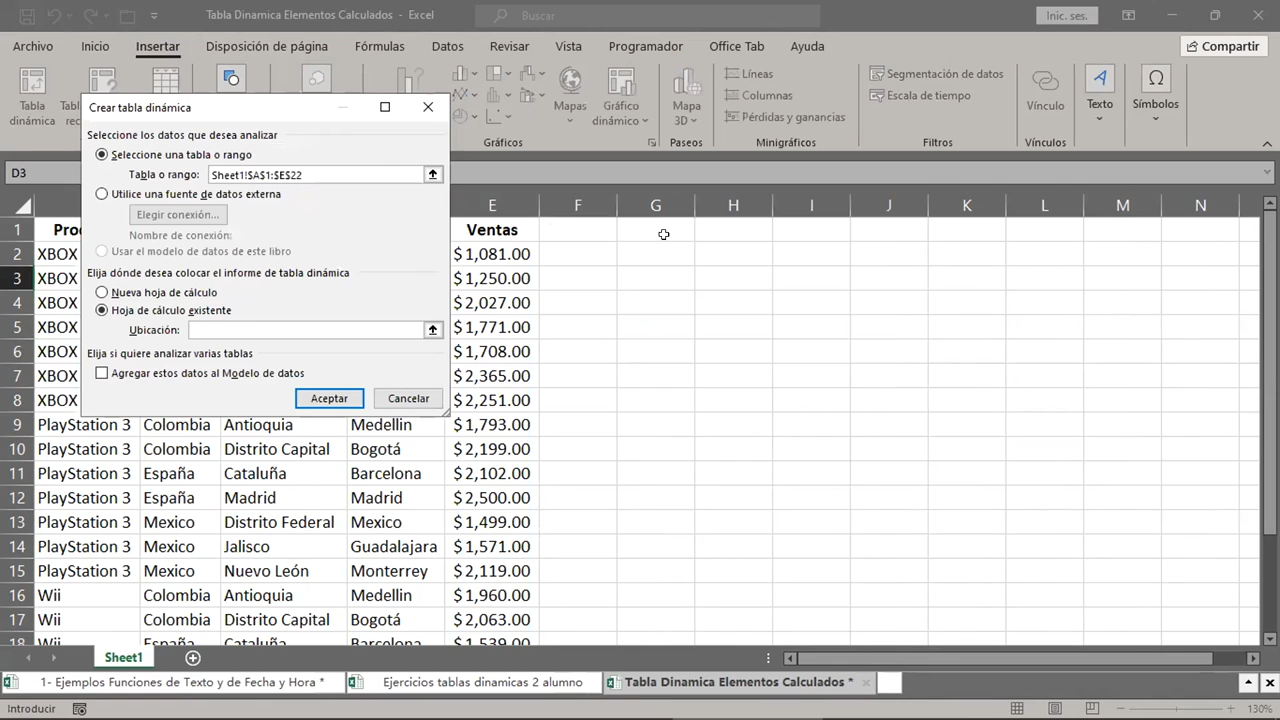 Tabla Dinamica Elementos Calculados - Excel
Buscar
Inic. ses.
Archivo Inicio Insertar Disposición de página Fórmulas Datos Revisar Vista Programador Office Tab Ayuda
Compartir
Tabla dinámica
Mapas
Gráfico dinámico
Mapa 3D
Líneas
Columnas
Pérdidas y ganancias
Segmentación de datos
Escala de tiempo
Vínculo
Texto
Símbolos
Gráficos Paseos Minigráficos Filtros Vínculos
D3
Crear tabla dinámica
Seleccione los datos que desea analizar
Seleccione una tabla o rango
Tabla o rango: Sheet1!$A$1:$E$22
Utilice una fuente de datos externa
Elegir conexión...
Nombre de conexión:
Usar el modelo de datos de este libro
Elija dónde desea colocar el informe de tabla dinámica
Nueva hoja de cálculo
Hoja de cálculo existente
Ubicación:
Elija si quiere analizar varias tablas
Agregar estos datos al Modelo de datos
Aceptar Cancelar
E F G H I J K L M N
1 Ventas
2 XBOX $ 1,081.00
3 XBOX $ 1,250.00
4 XBOX $ 2,027.00
5 XBOX $ 1,771.00
6 XBOX $ 1,708.00
7 XBOX $ 2,365.00
8 XBOX $ 2,251.00
9 PlayStation 3 Colombia Antioquia Medellin $ 1,793.00
10 PlayStation 3 Colombia Distrito Capital Bogotá $ 2,199.00
11 PlayStation 3 España Cataluña Barcelona $ 2,102.00
12 PlayStation 3 España Madrid Madrid $ 2,500.00
13 PlayStation 3 Mexico Distrito Federal Mexico $ 1,499.00
14 PlayStation 3 Mexico Jalisco Guadalajara $ 1,571.00
15 PlayStation 3 Mexico Nuevo León Monterrey $ 2,119.00
16 Wii Colombia Antioquia Medellin $ 1,960.00
17 Wii Colombia Distrito Capital Bogotá $ 2,063.00
18 Wii España Cataluña Barcelona $ 1,539.00
Sheet1
1- Ejemplos Funciones de Texto y de Fecha y Hora * Ejercicios tablas dinamicas 2 alumno Tabla Dinamica Elementos Calculados *
Introducir
130%